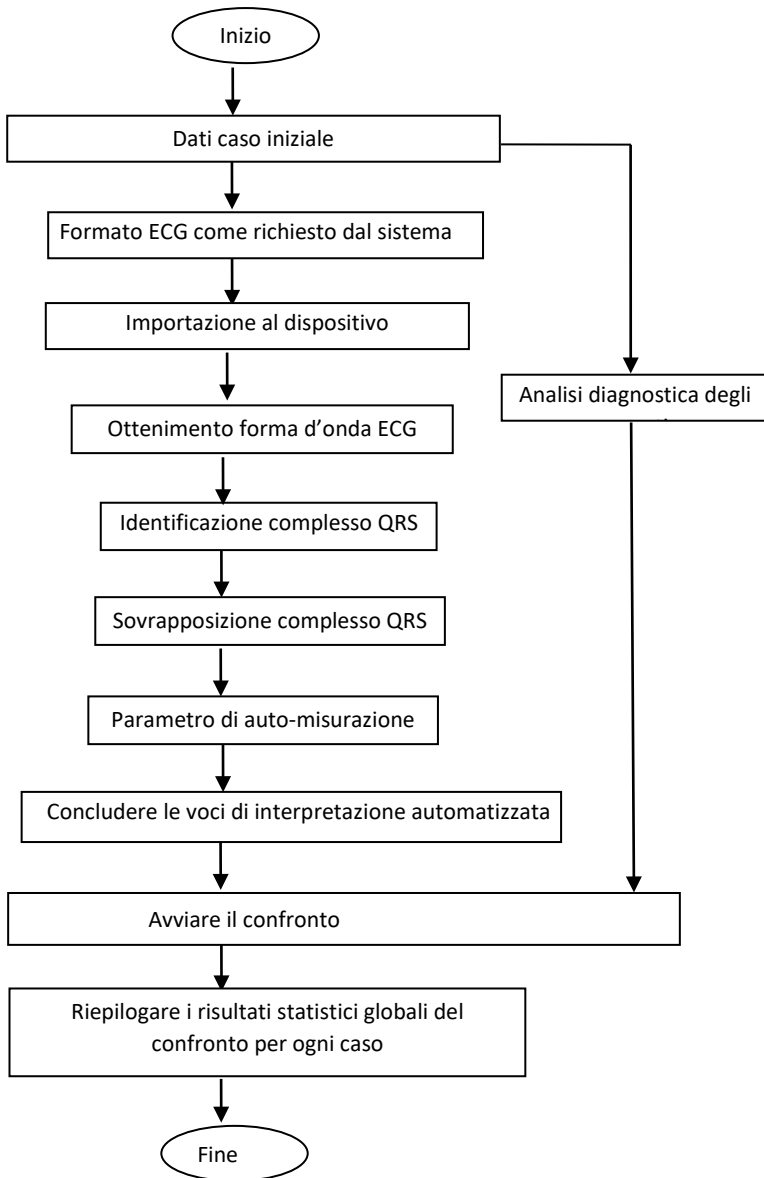 Inizio
Dati caso iniziale
Formato ECG come richiesto dal sistema
Importazione al dispositivo
Analisi diagnostica degli
Ottenimento forma d’onda ECG
Identificazione complesso QRS
Sovrapposizione complesso QRS
Parametro di auto-misurazione
Concludere le voci di interpretazione automatizzata
Avviare il confronto
Riepilogare i risultati statistici globali del
confronto per ogni caso
Fine